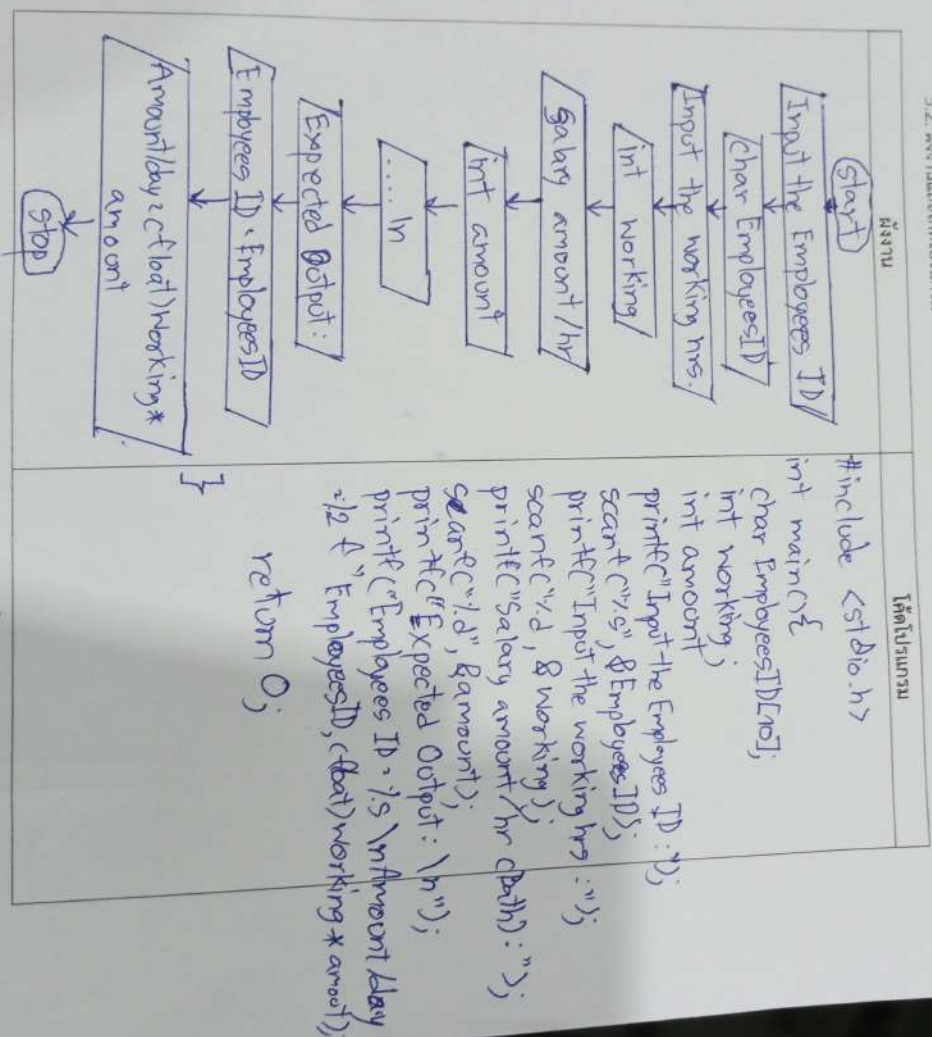 ผังงาน
start
Input the Employees ID
char EmployeesID
Input the working hrs.
int working
Salary amount/hr
int amount
..... \n
Expected Output:
Employees ID = EmployeesID
Amount/day = (float)working *
amount
stop
โค้ดโปรแกรม
#include <stdio.h>
int main(){
char EmployeesID[10];
int working;
int amount
printf("Input the Employees ID :");
scanf("%s", &EmployeesID);
printf("Input the working hrs :");
scanf("%d, &working);
printf("Salary amount/hr (Bath) : ");
scanf("%d", &amount);
printf("Expected Output: \n");
printf("Employees ID = %s \nAmount/day
= %.2 f "EmployeesID, (float)working * amout);
return 0;
}